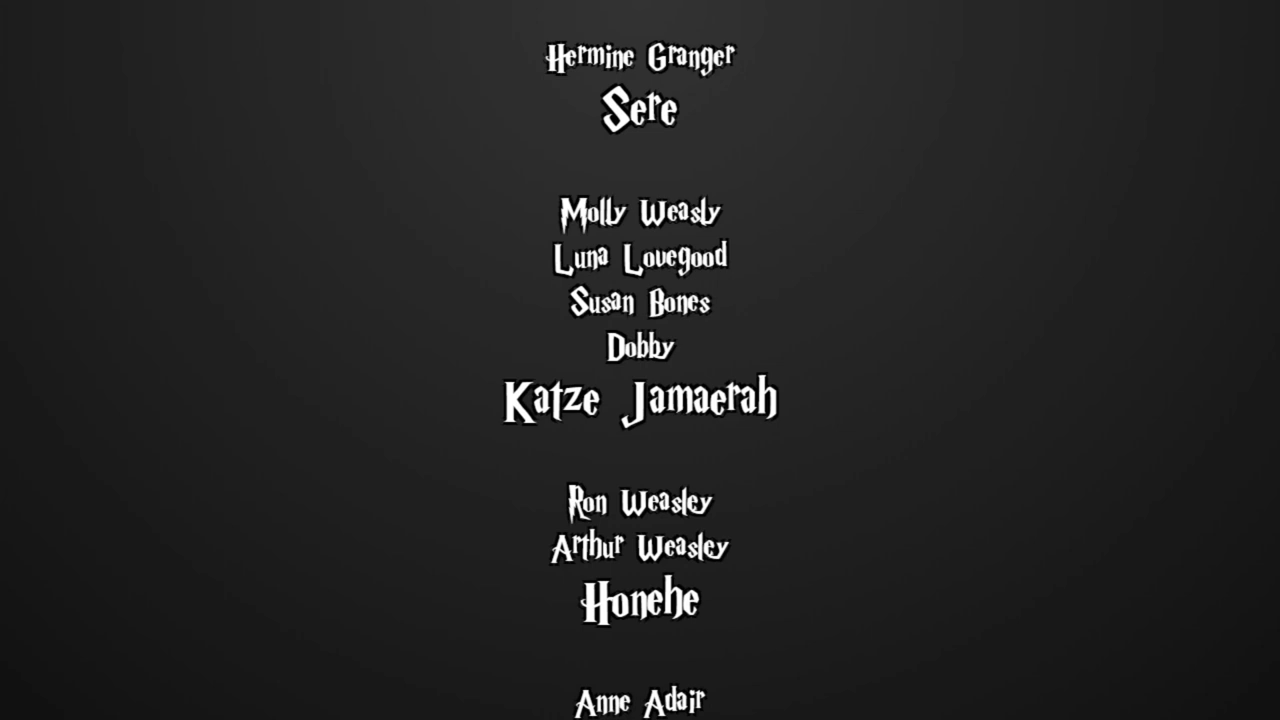 Hermine Granger
Sere
Molly Weasly
Luna Lovegood
Susan Bones
Dobby
Katze Jamaerah
Ron Weasley
Arthur Weasley
Honehe
Anne Adair